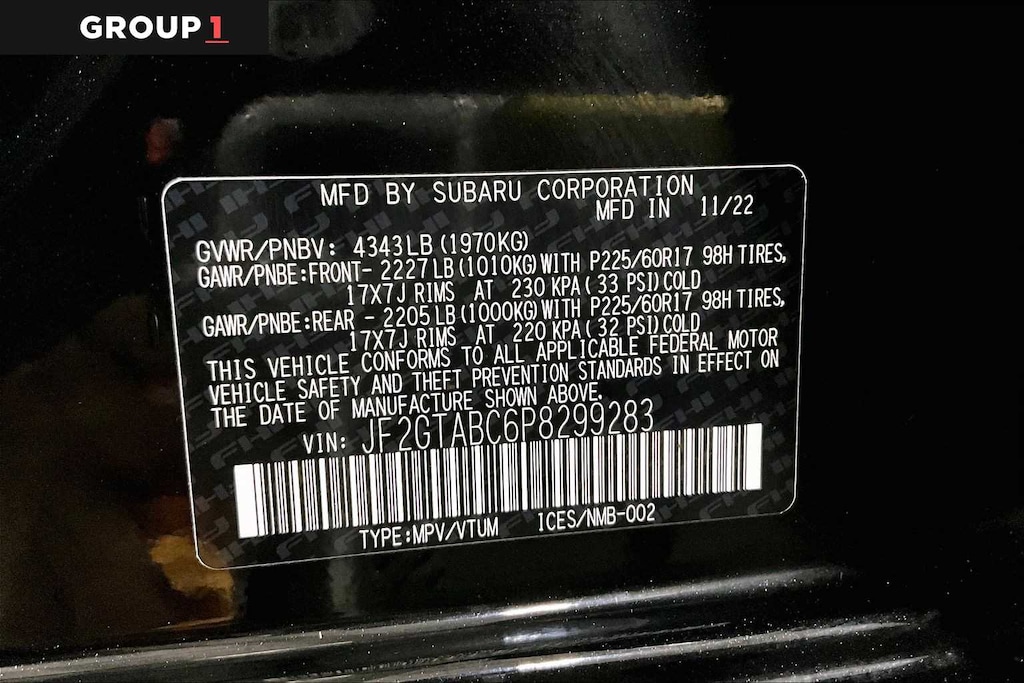 GROUP 1
MFD BY SUBARU CORPORATION
MFD IN 11/22
GVWR/PNBV: 4343LB (1970KG)
GAWR/PNBE:FRONT- 2227LB (1010KG) WITH P225/60R17 98H TIRES,
17X7J RIMS AT 230 KPA (33 PSI) COLD
GAWR/PNBE:REAR - 2205LB (1000KG) WITH P225/60R17 98H TIRES,
17X7J RIMS AT 220 KPA (32 PSI) COLD
THIS VEHICLE CONFORMS TO ALL APPLICABLE FEDERAL MOTOR
VEHICLE SAFETY AND THEFT PREVENTION STANDARDS IN EFFECT ON
THE DATE OF MANUFACTURE SHOWN ABOVE.
VIN: JF2GTABC6P8299283
TYPE:MPV/VTUM ICES/NMB-002